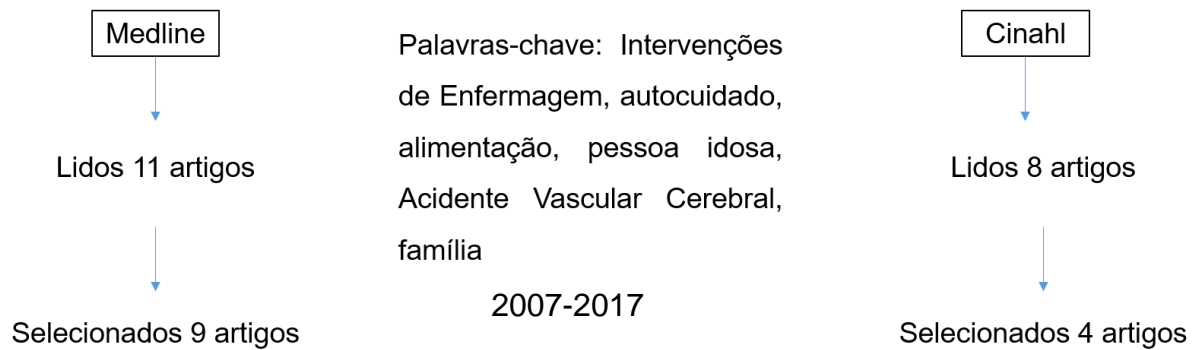 Medline
Lidos 11 artigos
Selecionados 9 artigos
Palavras-chave: Intervenções
de Enfermagem, autocuidado,
alimentação, pessoa idosa,
Acidente Vascular Cerebral,
família
2007-2017
Cinahl
Lidos 8 artigos
Selecionados 4 artigos